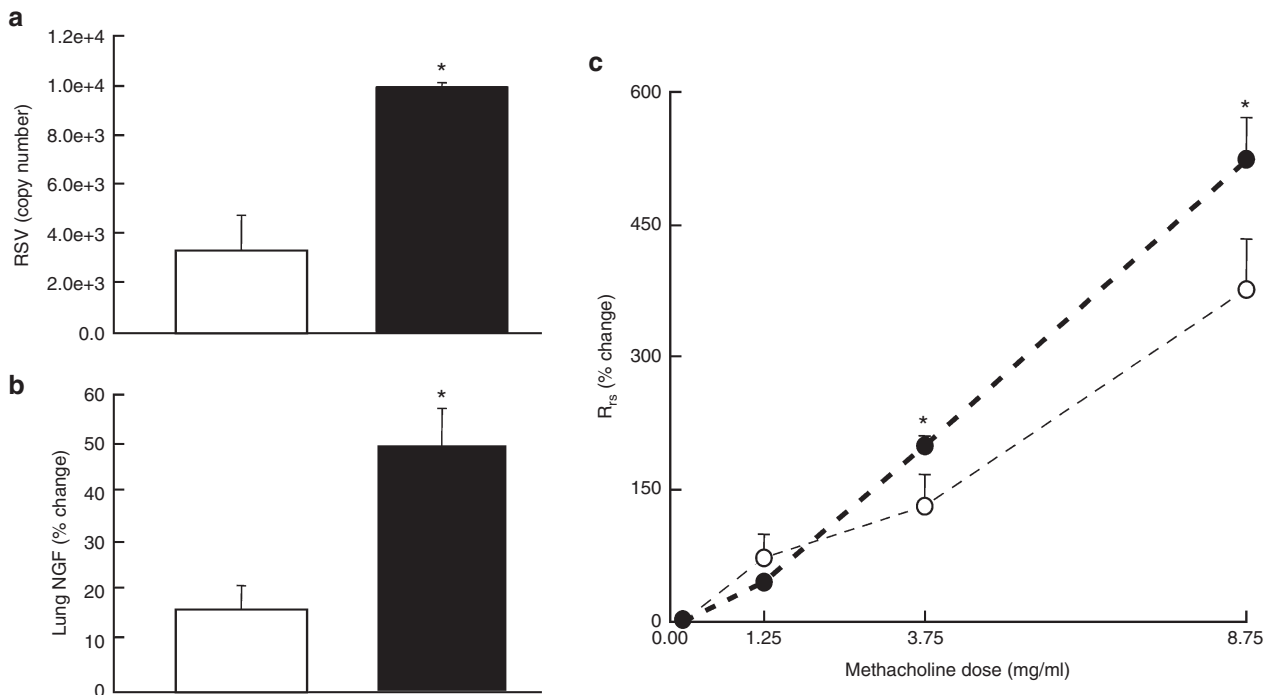 a
1.2e+4
1.0e+4
8.0e+3
6.0e+3
4.0e+3
2.0e+3
0.0
RSV (copy number)
*
b
60
50
40
30
20
10
0
Lung NGF (% change)
*
c
600
450
300
150
0
R_rs (% change)
*
*
0.00 1.25 3.75 8.75
Methacholine dose (mg/ml)